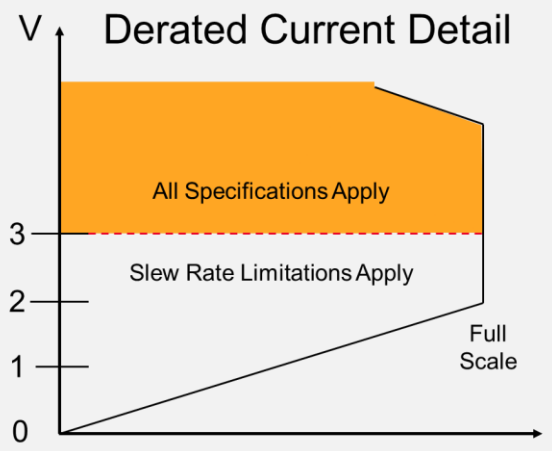 V
Derated Current Detail
All Specifications Apply
3
Slew Rate Limitations Apply
2
Full
Scale
1
0